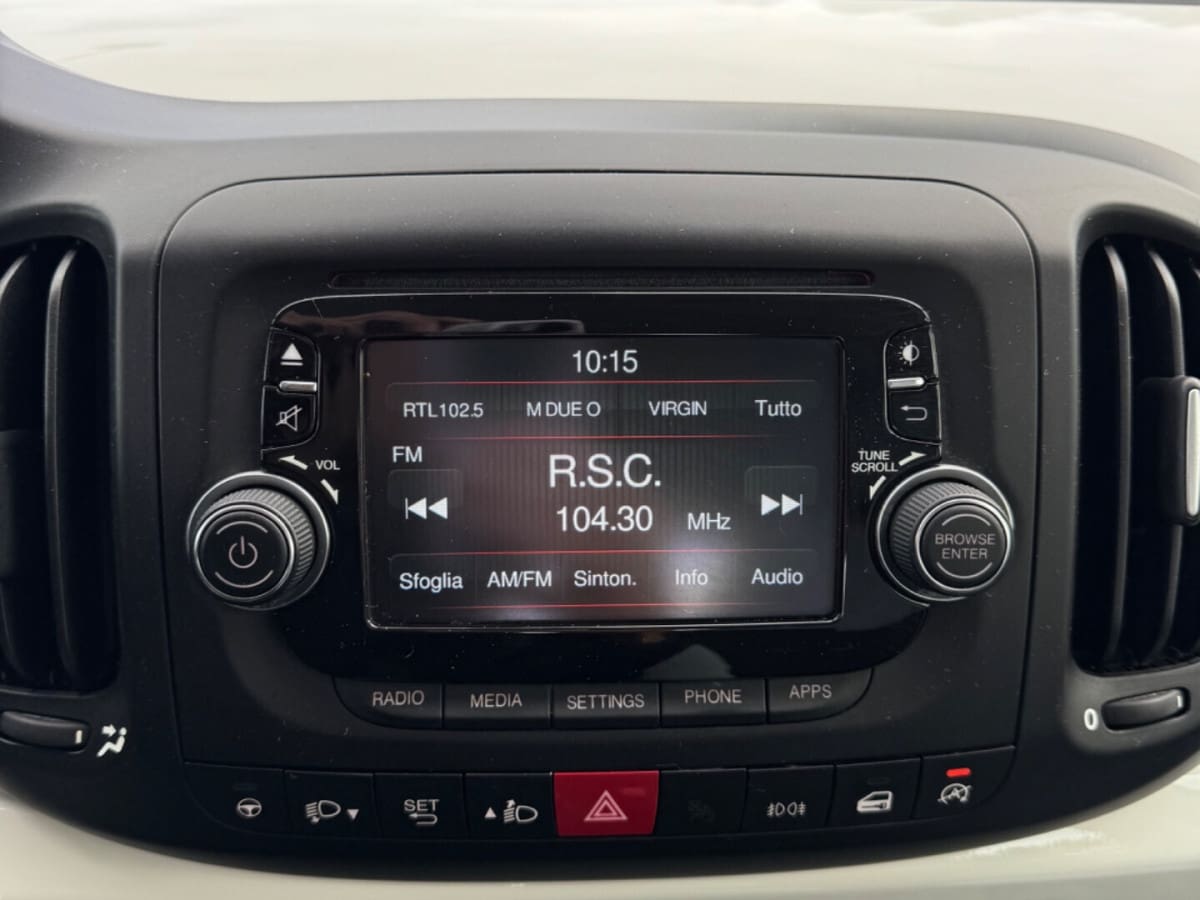 10:15
RTL102.5 M DUE O VIRGIN Tutto
FM
R.S.C.
104.30 MHz
Sfoglia AM/FM Sinton. Info Audio
VOL
TUNE
SCROLL
BROWSE
ENTER
RADIO MEDIA SETTINGS PHONE APPS
0
SET